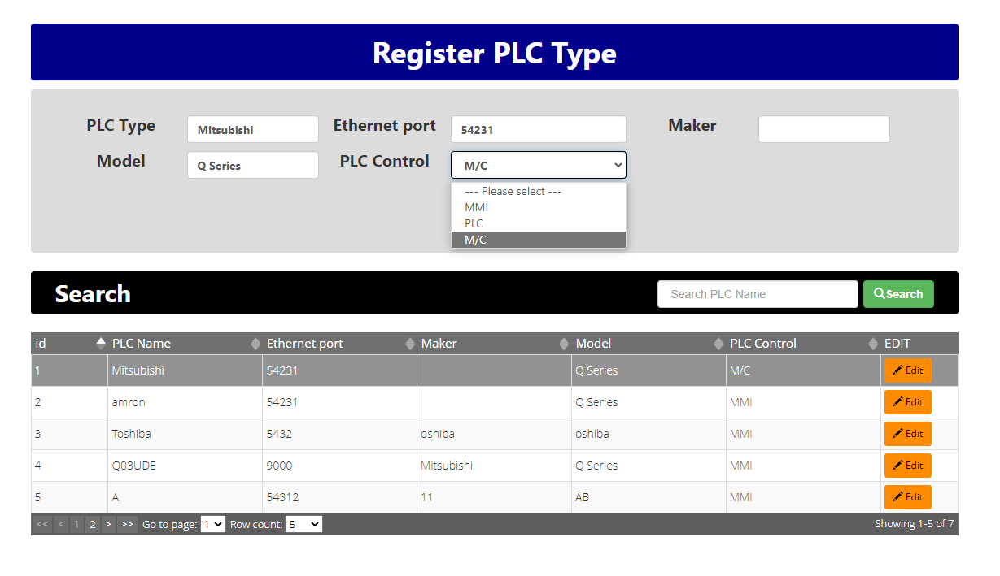 Register PLC Type
PLC Type Mitsubishi Ethernet port 54231 Maker
Model Q Series PLC Control M/C
--- Please select ---
MMI
PLC
M/C
Search Search PLC Name Search
id PLC Name Ethernet port Maker Model PLC Control EDIT
1 Mitsubishi 54231 Q Series M/C Edit
2 amron 54231 Q Series MMI Edit
3 Toshiba 5432 oshiba oshiba MMI Edit
4 Q03UDE 9000 Mitsubishi Q Series MMI Edit
5 A 54312 11 AB MMI Edit
<< < 1 2 > >> Go to page: 1 Row count: 5 Showing 1-5 of 7